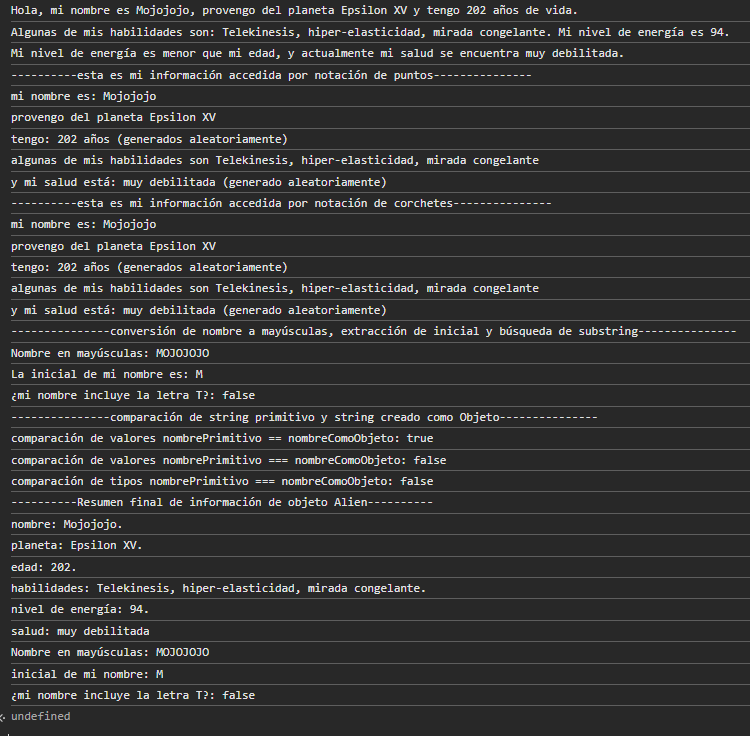 Hola, mi nombre es Mojojojo, provengo del planeta Epsilon XV y tengo 202 años de vida.
Algunas de mis habilidades son: Telekinesis, hiper-elasticidad, mirada congelante. Mi nivel de energía es 94.
Mi nivel de energía es menor que mi edad, y actualmente mi salud se encuentra muy debilitada.
----------esta es mi información accedida por notación de puntos---------------
mi nombre es: Mojojojo
provengo del planeta Epsilon XV
tengo: 202 años (generados aleatoriamente)
algunas de mis habilidades son Telekinesis, hiper-elasticidad, mirada congelante
y mi salud está: muy debilitada (generado aleatoriamente)
----------esta es mi información accedida por notación de corchetes---------------
mi nombre es: Mojojojo
provengo del planeta Epsilon XV
tengo: 202 años (generados aleatoriamente)
algunas de mis habilidades son Telekinesis, hiper-elasticidad, mirada congelante
y mi salud está: muy debilitada (generado aleatoriamente)
---------------conversión de nombre a mayúsculas, extracción de inicial y búsqueda de substring---------------
Nombre en mayúsculas: MOJOJOJO
La inicial de mi nombre es: M
¿mi nombre incluye la letra T?: false
---------------comparación de string primitivo y string creado como Objeto---------------
comparación de valores nombrePrimitivo == nombreComoObjeto: true
comparación de valores nombrePrimitivo === nombreComoObjeto: false
comparación de tipos nombrePrimitivo === nombreComoObjeto: false
----------Resumen final de información de objeto Alien----------
nombre: Mojojojo.
planeta: Epsilon XV.
edad: 202.
habilidades: Telekinesis, hiper-elasticidad, mirada congelante.
nivel de energía: 94.
salud: muy debilitada
Nombre en mayúsculas: MOJOJOJO
inicial de mi nombre: M
¿mi nombre incluye la letra T?: false
undefined